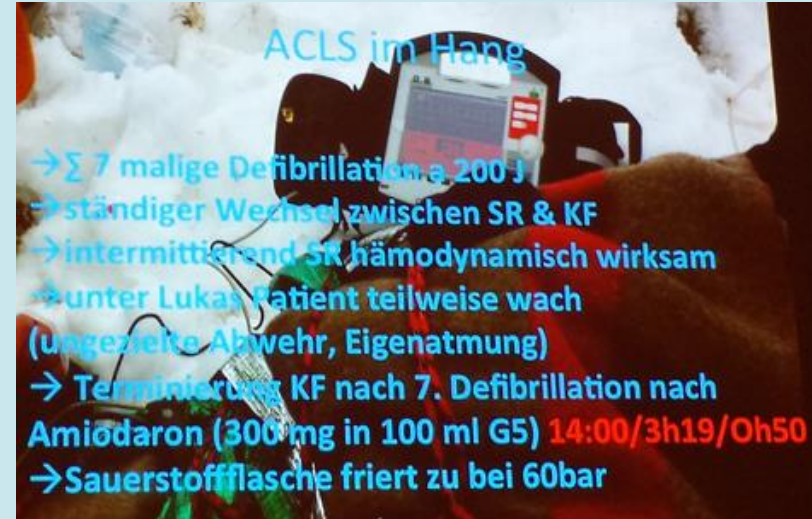 ACLS im Hang
→∑ 7 malige Defibrillation a 200 J
→ständiger Wechsel zwischen SR & KF
→intermittierend SR hämodynamisch wirksam
→unter Lukas Patient teilweise wach
(ungezielte Abwehr, Eigenatmung)
→ Terminierung KF nach 7. Defibrillation nach
Amiodaron (300 mg in 100 ml G5) 14:00/3h19/0h50
→Sauerstoffflasche friert zu bei 60bar